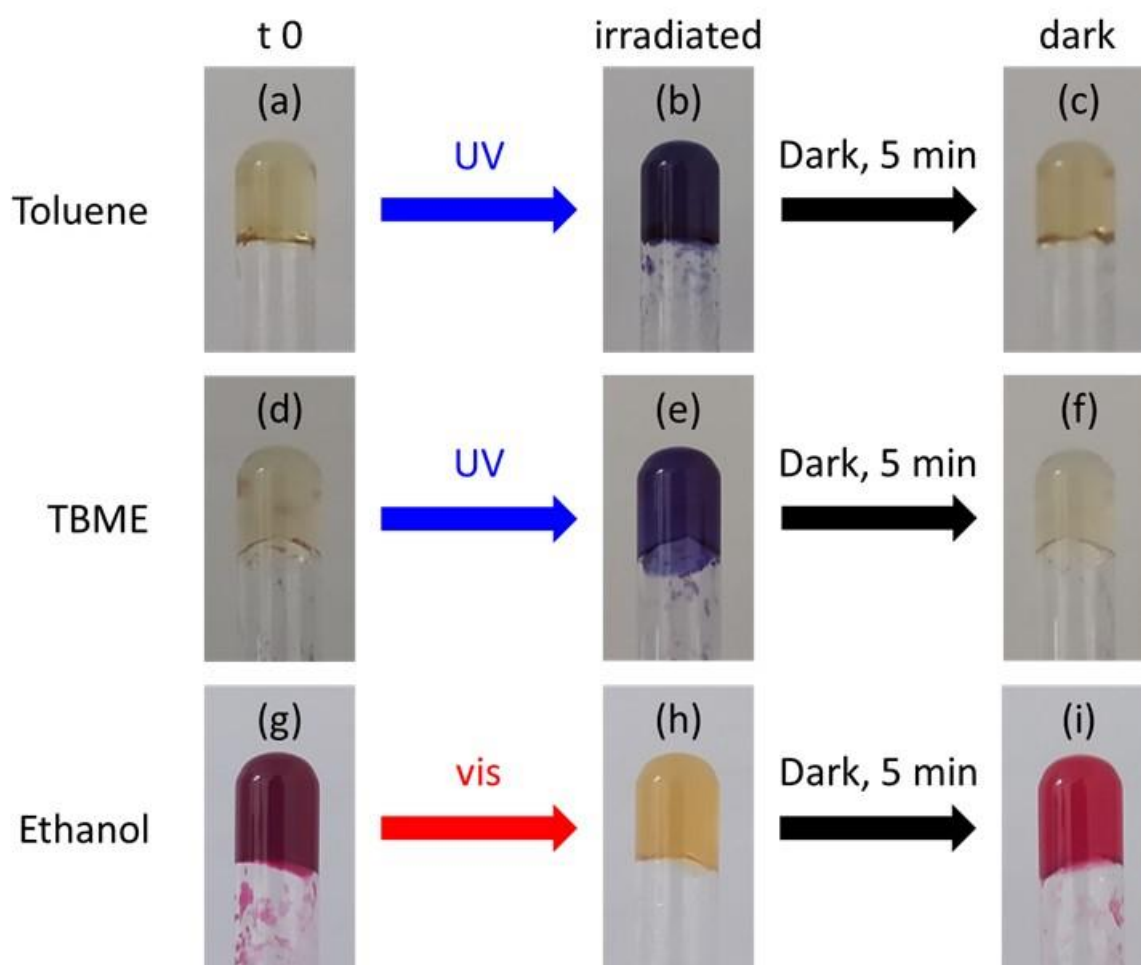 t 0 irradiated dark
(a) (b) (c)
Toluene UV Dark, 5 min
(d) (e) (f)
TBME UV Dark, 5 min
(g) (h) (i)
Ethanol vis Dark, 5 min